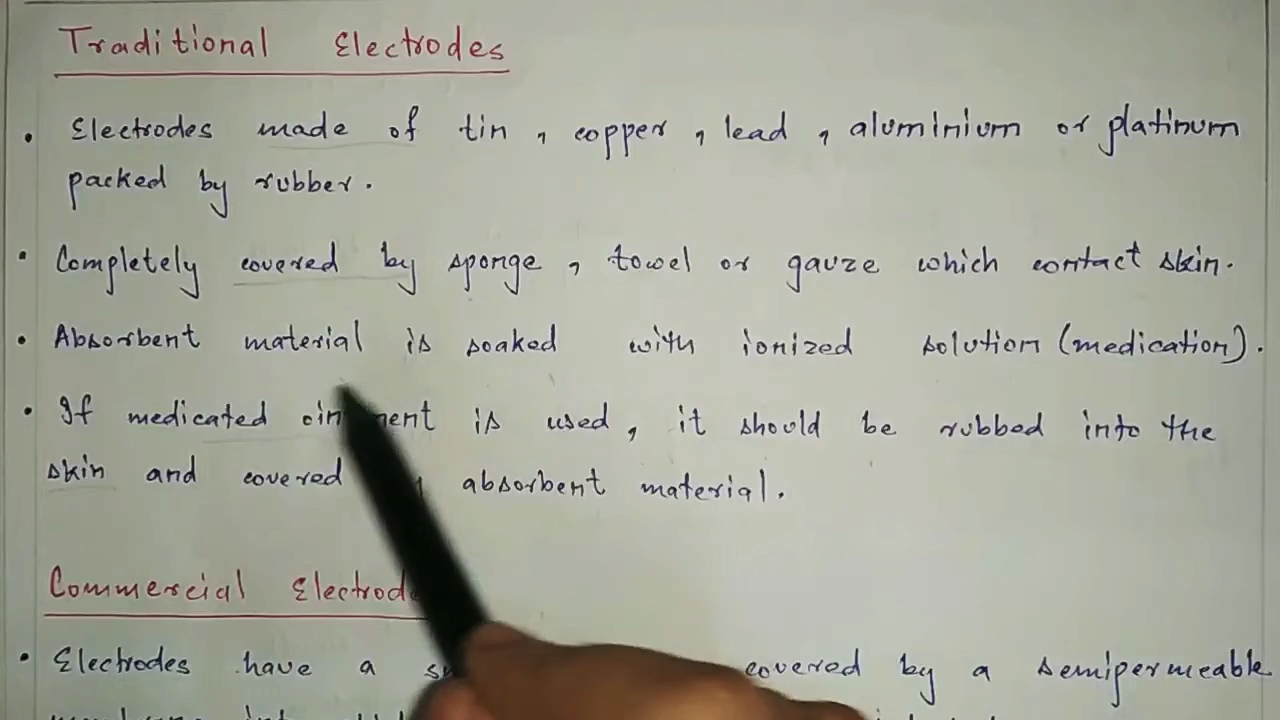 Traditional Electrodes
• Electrodes made of tin, copper, lead, aluminium or platinum
packed by rubber.
• Completely covered by sponge, towel or gauze which contact skin.
• Absorbent material is soaked with ionized solution (medication).
• If medicated ointment is used, it should be rubbed into the
skin and covered absorbent material.
Commercial Electrod
• Electrodes have a covered by a semipermeable